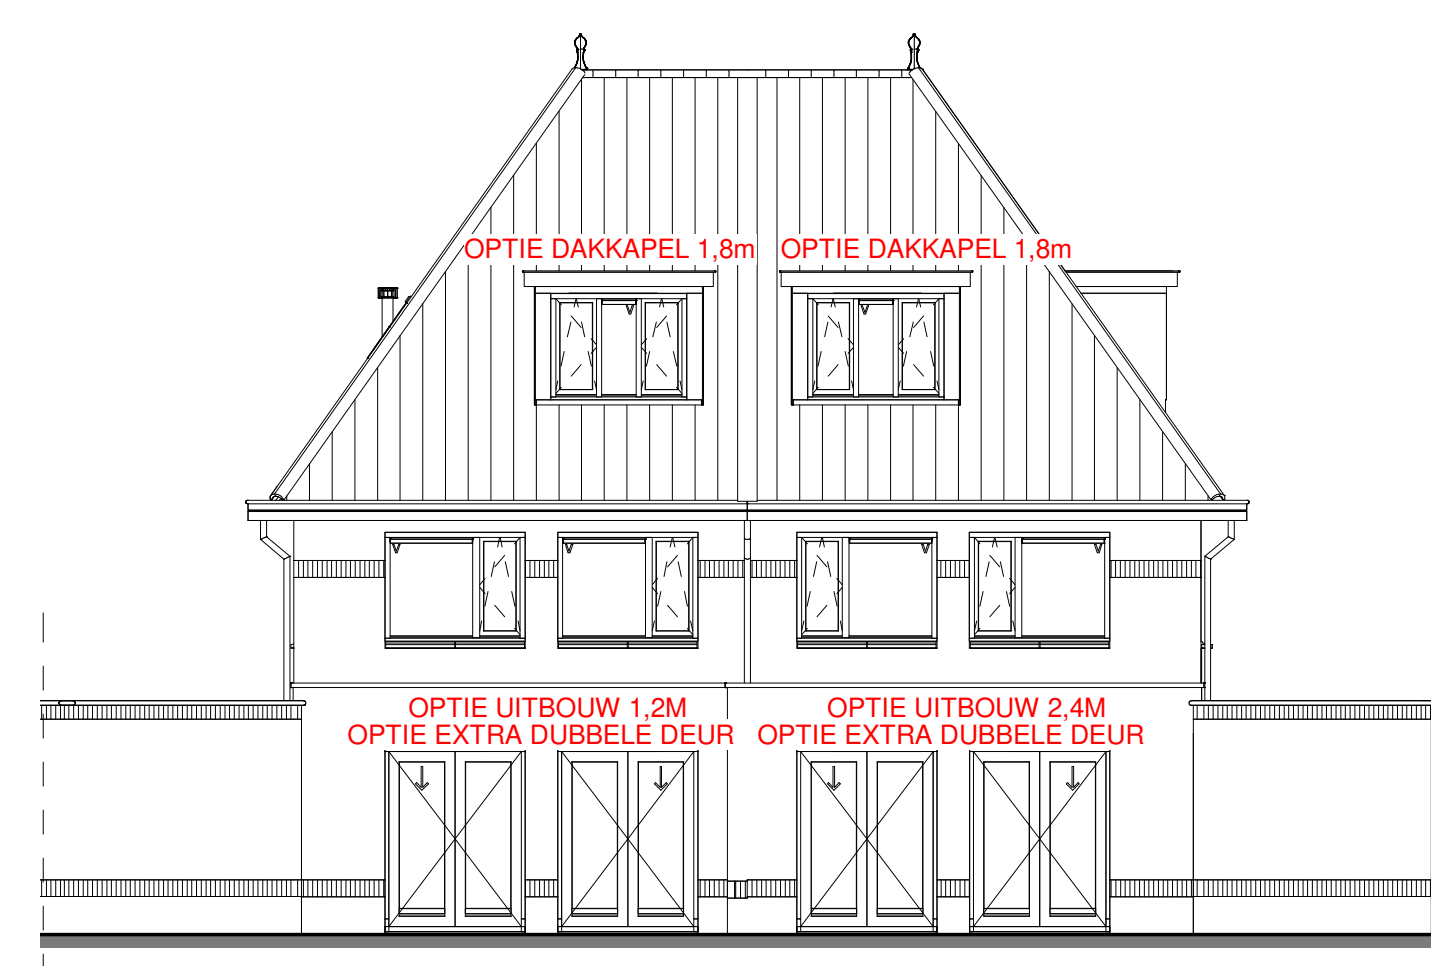 OPTIE DAKKAPEL 1,8m
OPTIE DAKKAPEL 1,8m
OPTIE UITBOUW 1,2M
OPTIE EXTRA DUBBELE DEUR
OPTIE UITBOUW 2,4M
OPTIE EXTRA DUBBELE DEUR